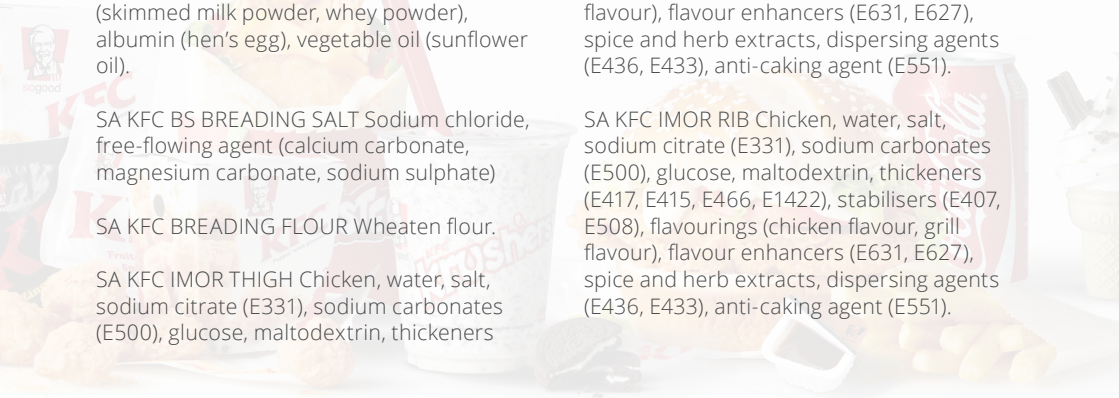 (skimmed milk powder, whey powder),
albumin (hen's egg), vegetable oil (sunflower
oil).
SA KFC BS BREADING SALT Sodium chloride,
free-flowing agent (calcium carbonate,
magnesium carbonate, sodium sulphate)
SA KFC BREADING FLOUR Wheaten flour.
SA KFC IMOR THIGH Chicken, water, salt,
sodium citrate (E331), sodium carbonates
(E500), glucose, maltodextrin, thickeners
flavour), flavour enhancers (E631, E627),
spice and herb extracts, dispersing agents
(E436, E433), anti-caking agent (E551).
SA KFC IMOR RIB Chicken, water, salt,
sodium citrate (E331), sodium carbonates
(E500), glucose, maltodextrin, thickeners
(E417, E415, E466, E1422), stabilisers (E407,
E508), flavourings (chicken flavour, grill
flavour), flavour enhancers (E631, E627),
spice and herb extracts, dispersing agents
(E436, E433), anti-caking agent (E551).
sogood
KFC
Krushers
Coca-Cola